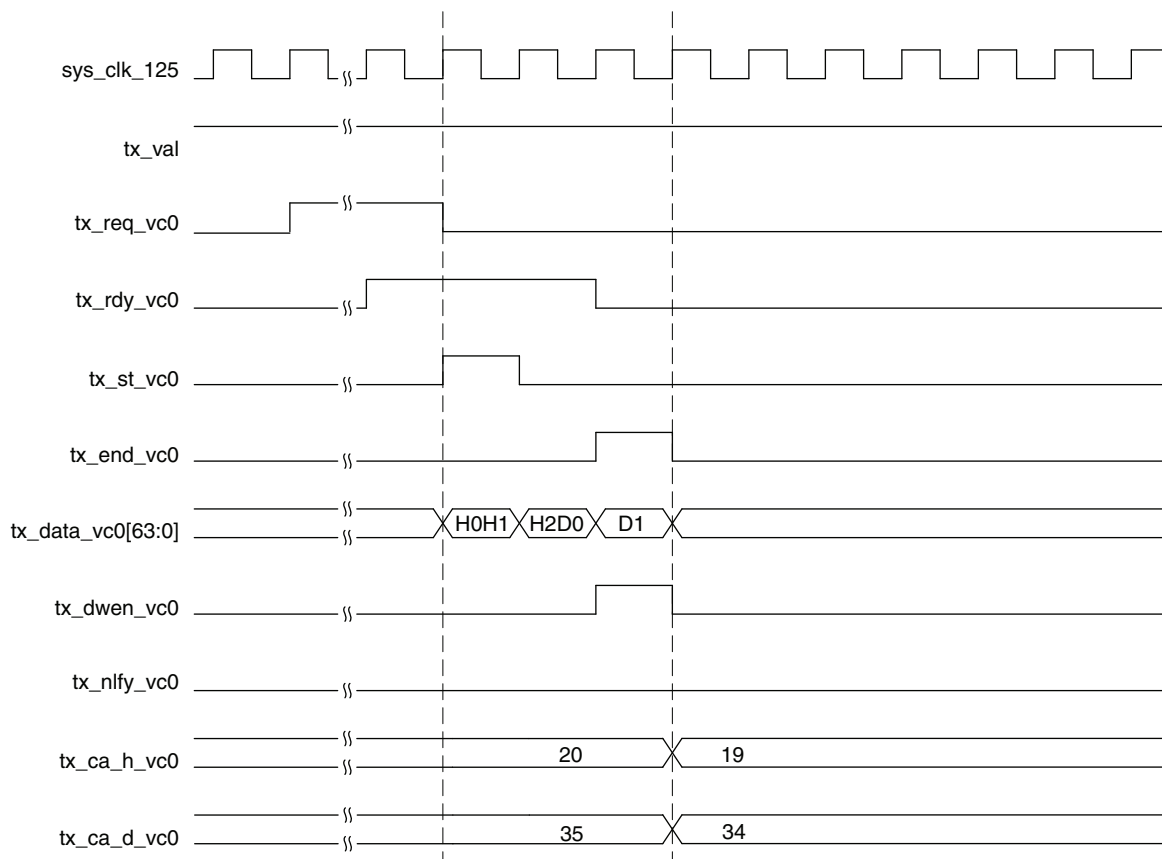 sys_clk_125
tx_val
tx_req_vc0
tx_rdy_vc0
tx_st_vc0
tx_end_vc0
tx_data_vc0[63:0] H0H1 H2D0 D1
tx_dwen_vc0
tx_nlfy_vc0
tx_ca_h_vc0 20 19
tx_ca_d_vc0 35 34